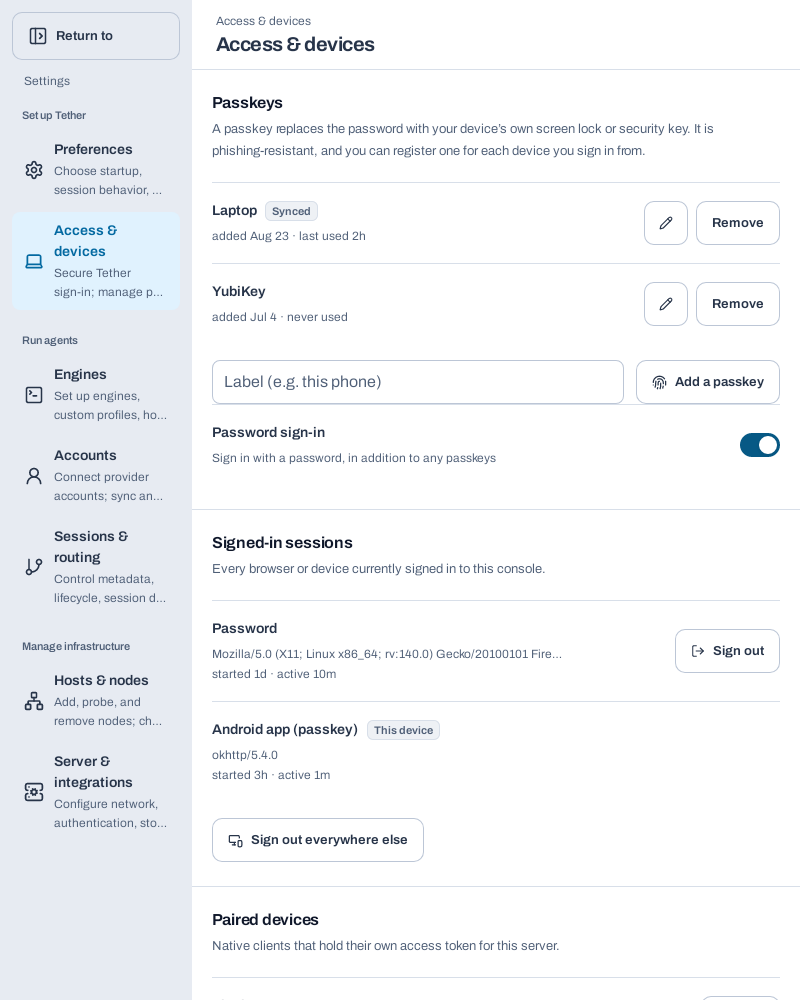 Return to
Settings
Set up Tether
Preferences
Choose startup,
session behavior, ...
Access &
devices
Secure Tether
sign-in; manage p...
Run agents
Engines
Set up engines,
custom profiles, ho...
Accounts
Connect provider
accounts; sync an...
Sessions &
routing
Control metadata,
lifecycle, session d...
Manage infrastructure
Hosts & nodes
Add, probe, and
remove nodes; ch...
Server &
integrations
Configure network,
authentication, sto...
Access & devices
Access & devices
Passkeys
A passkey replaces the password with your device's own screen lock or security key. It is
phishing-resistant, and you can register one for each device you sign in from.
Laptop Synced
added Aug 23 · last used 2h
Remove
YubiKey
added Jul 4 · never used
Remove
Label (e.g. this phone)
Add a passkey
Password sign-in
Sign in with a password, in addition to any passkeys
Signed-in sessions
Every browser or device currently signed in to this console.
Password
Mozilla/5.0 (X11; Linux x86_64; rv:140.0) Gecko/20100101 Fire...
started 1d · active 10m
Sign out
Android app (passkey) This device
okhttp/5.4.0
started 3h · active 1m
Sign out everywhere else
Paired devices
Native clients that hold their own access token for this server.